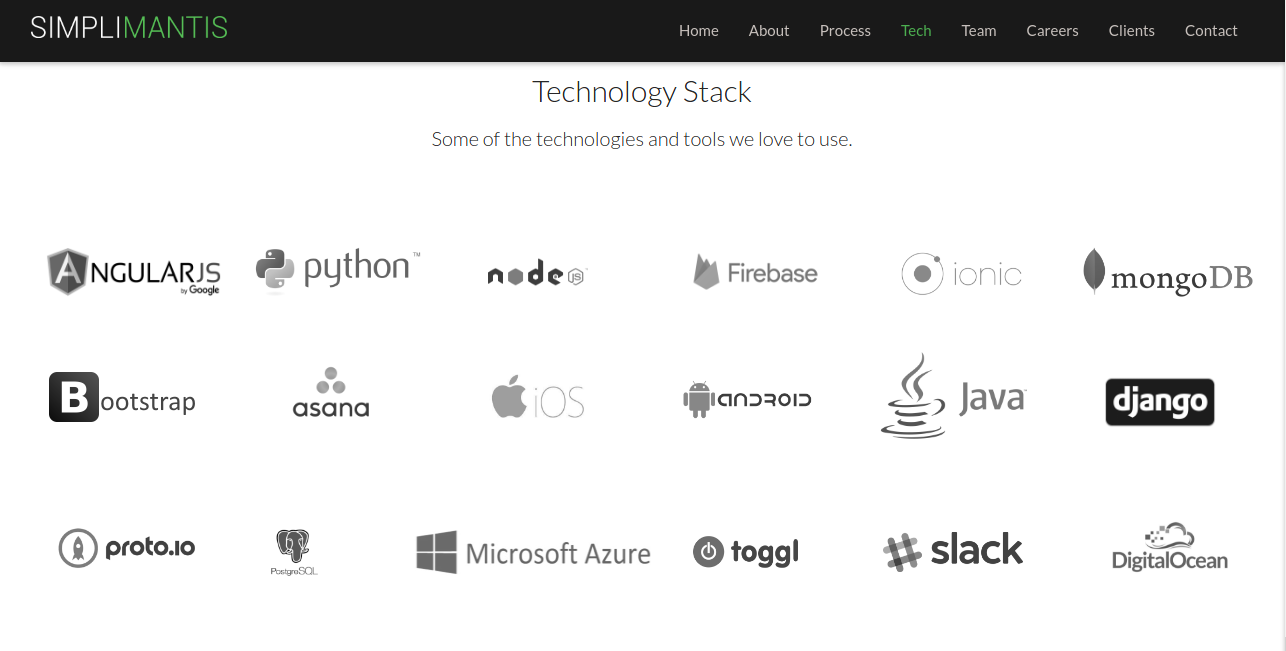 SIMPLIMANTIS
Home About Process Tech Team Careers Clients Contact
Technology Stack
Some of the technologies and tools we love to use.
ANGULARJS
by Google
python™
node JS
Firebase
ionic
mongoDB
Bootstrap
asana
iOS
ANDROID
Java™
django
proto.io
PostgreSQL
Microsoft Azure
toggl
slack
DigitalOcean